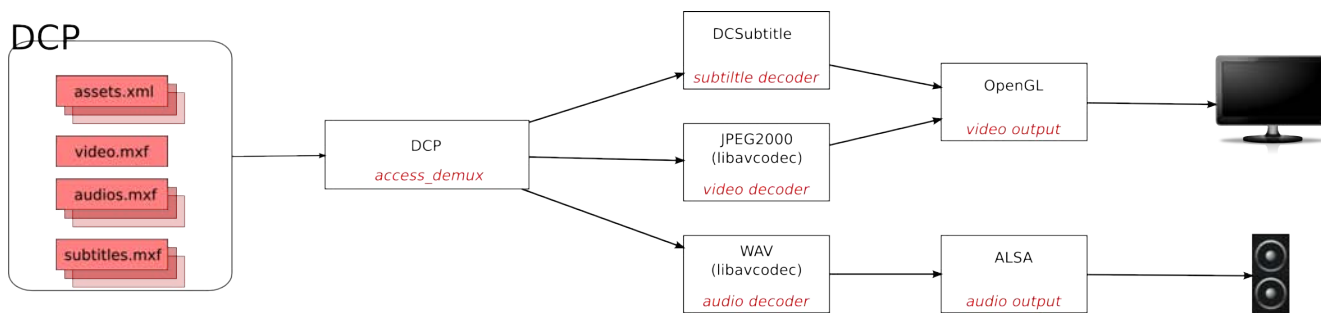 DCP
assets.xml
video.mxf
audios.mxf
subtitles.mxf
DCP
access_demux
DCSubtitle
subtiltle decoder
JPEG2000
(libavcodec)
video decoder
WAV
(libavcodec)
audio decoder
OpenGL
video output
ALSA
audio output